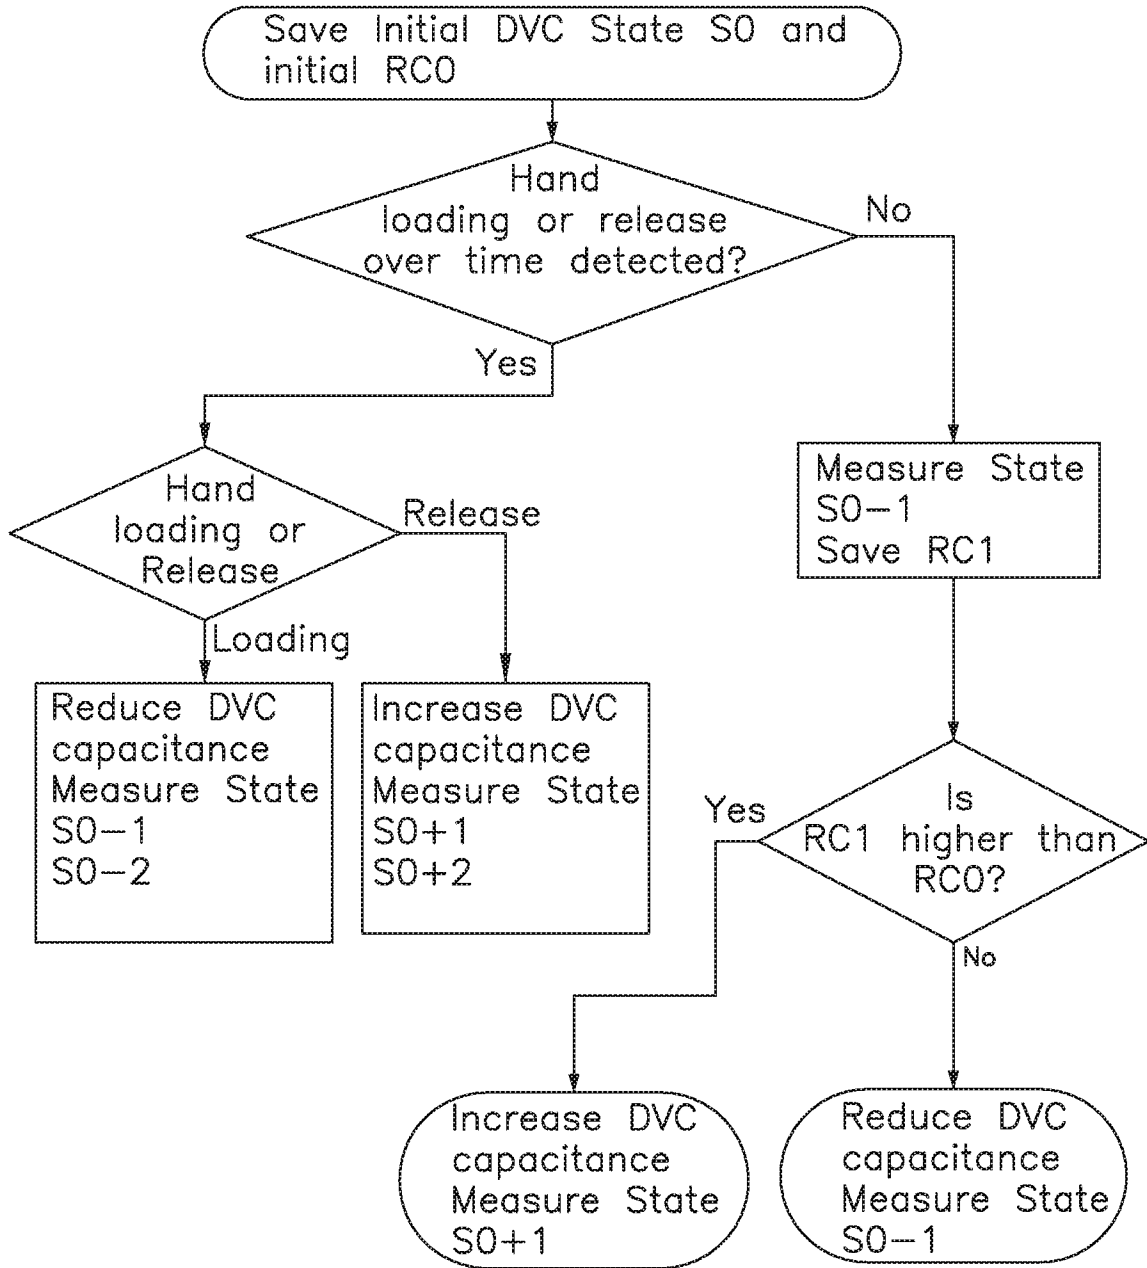 Save Initial DVC State S0 and
initial RC0
Hand
loading or release
over time detected?
No
Yes
Hand
loading or
Release
Release
Loading
Measure State
S0-1
Save RC1
Reduce DVC
capacitance
Measure State
S0-1
S0-2
Increase DVC
capacitance
Measure State
S0+1
S0+2
Is
RC1 higher than
RC0?
Yes
No
Increase DVC
capacitance
Measure State
S0+1
Reduce DVC
capacitance
Measure State
S0-1